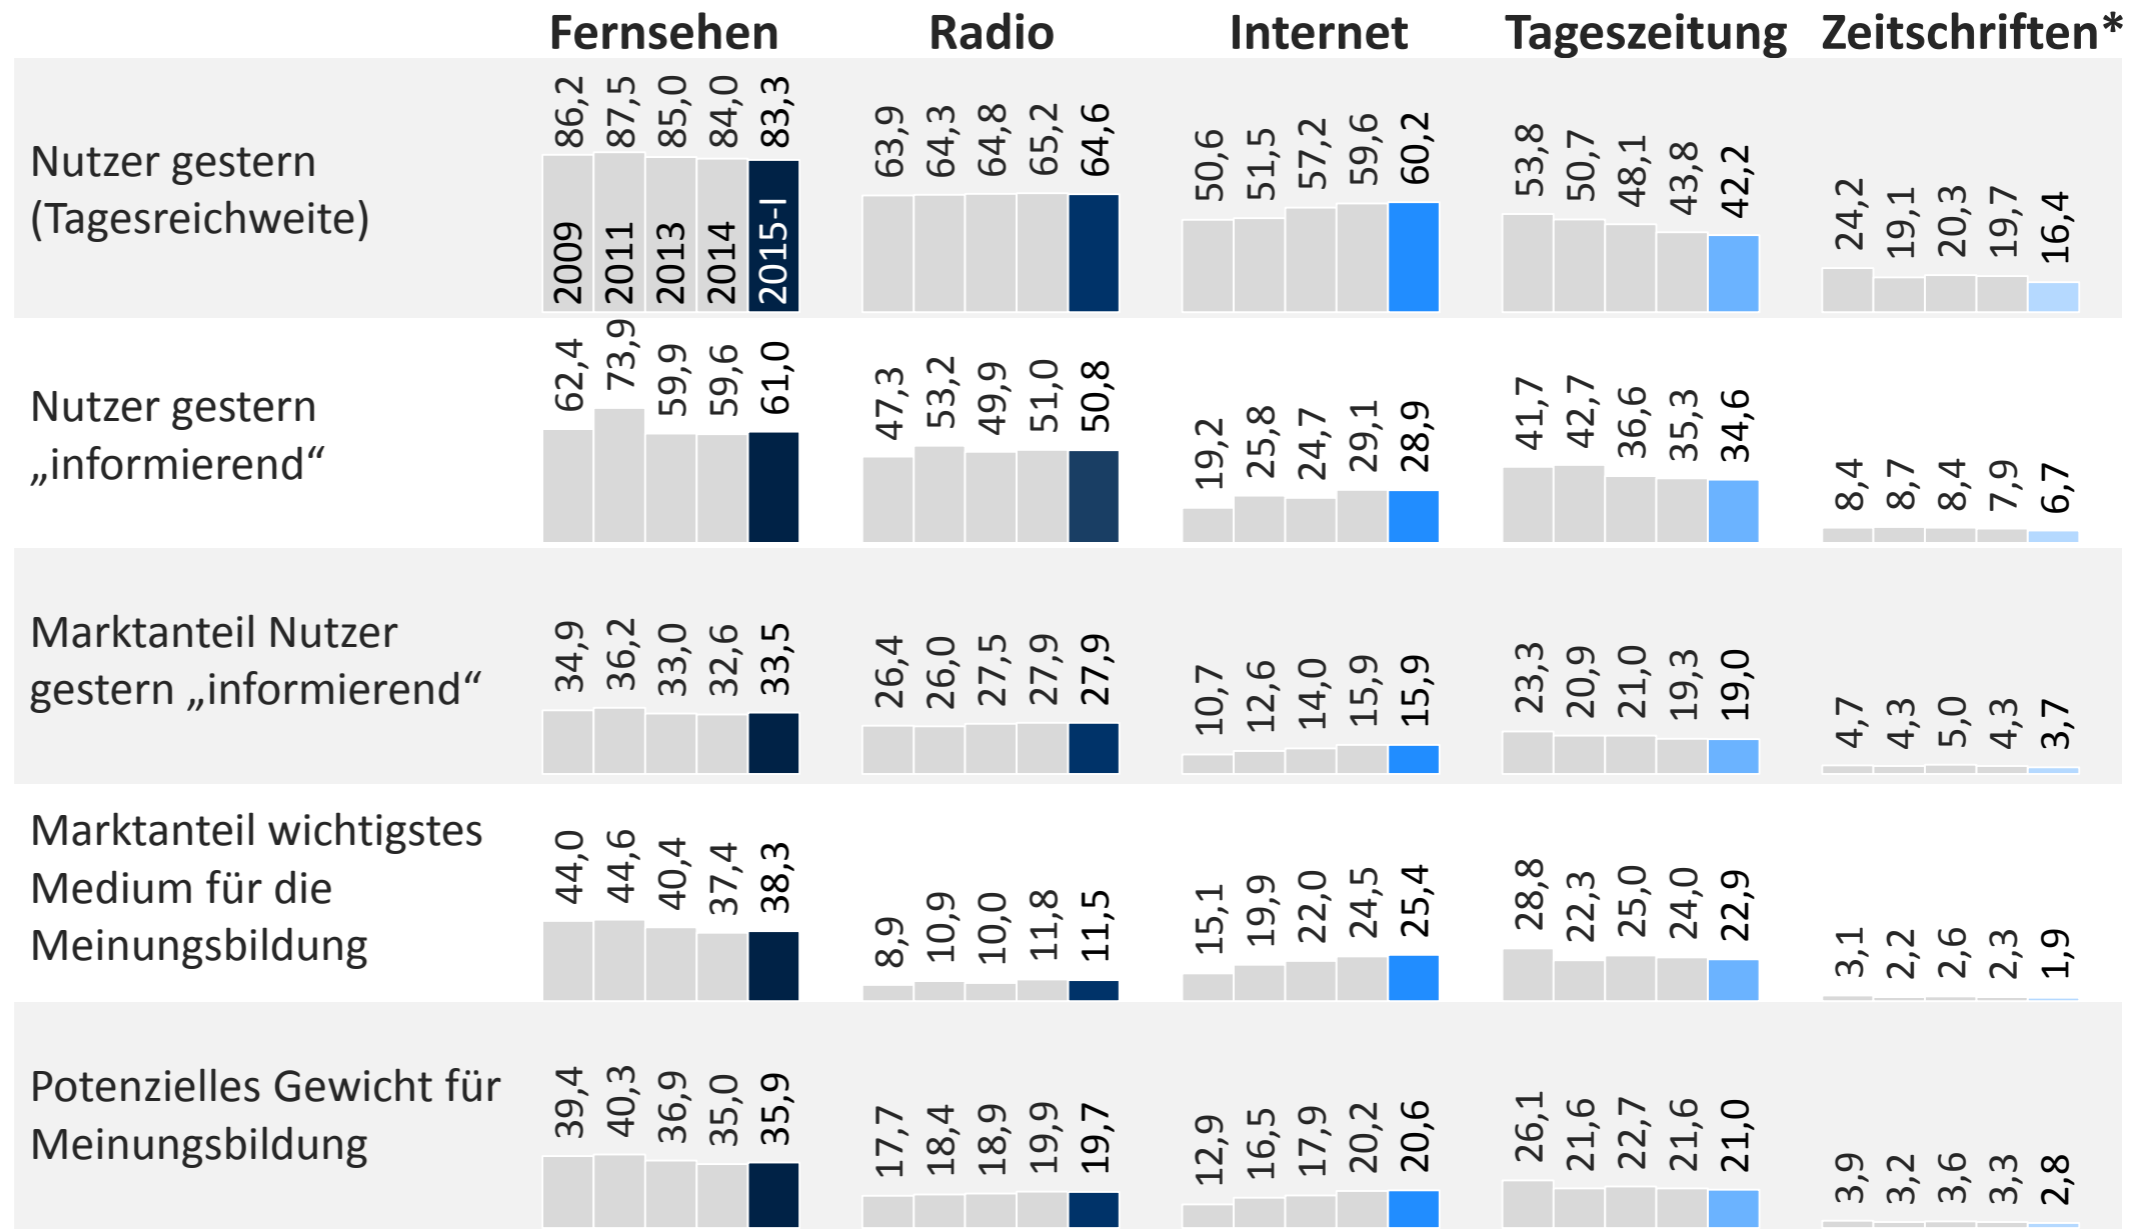 Fernsehen Radio Internet Tageszeitung Zeitschriften*
Nutzer gestern
(Tagesreichweite)
86,2 87,5 85,0 84,0 83,3
2009 2011 2013 2014 2015-I
63,9 64,3 64,8 65,2 64,6
50,6 51,5 57,2 59,6 60,2
53,8 50,7 48,1 43,8 42,2
24,2 19,1 20,3 19,7 16,4
Nutzer gestern
„informierend“
62,4 73,9 59,9 59,6 61,0
47,3 53,2 49,9 51,0 50,8
19,2 25,8 24,7 29,1 28,9
41,7 42,7 36,6 35,3 34,6
8,4 8,7 8,4 7,9 6,7
Marktanteil Nutzer
gestern „informierend“
34,9 36,2 33,0 32,6 33,5
26,4 26,0 27,5 27,9 27,9
10,7 12,6 14,0 15,9 15,9
23,3 20,9 21,0 19,3 19,0
4,7 4,3 5,0 4,3 3,7
Marktanteil wichtigstes
Medium für die
Meinungsbildung
44,0 44,6 40,4 37,4 38,3
8,9 10,9 10,0 11,8 11,5
15,1 19,9 22,0 24,5 25,4
28,8 22,3 25,0 24,0 22,9
3,1 2,2 2,6 2,3 1,9
Potenzielles Gewicht für
Meinungsbildung
39,4 40,3 36,9 35,0 35,9
17,7 18,4 18,9 19,9 19,7
12,9 16,5 17,9 20,2 20,6
26,1 21,6 22,7 21,6 21,0
3,9 3,2 3,6 3,3 2,8